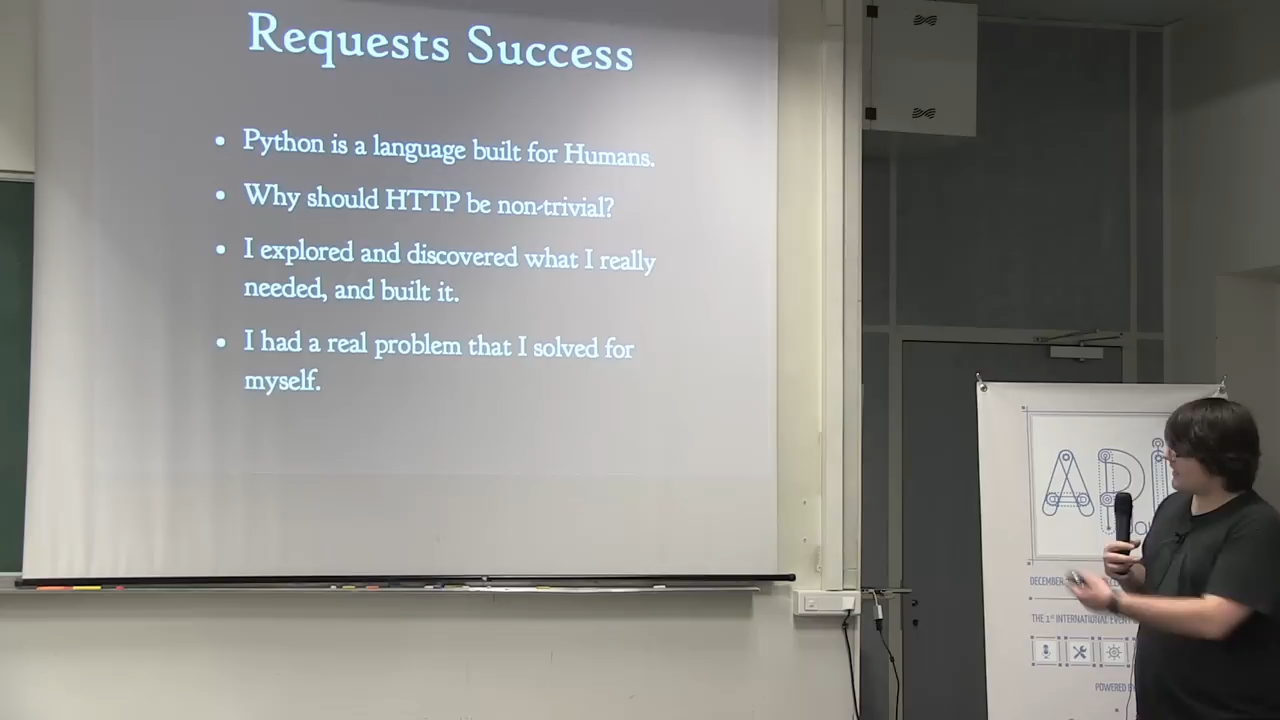 Requests Success
• Python is a language built for Humans.
• Why should HTTP be non-trivial?
• I explored and discovered what I really
needed, and built it.
• I had a real problem that I solved for
myself.
API
DECEMBER
THE 1st INTERNATIONAL EVENT
POWERED